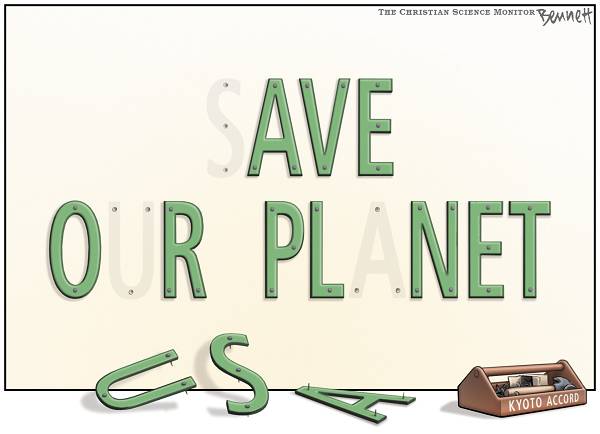 THE CHRISTIAN SCIENCE MONITOR Bennett
SAVE
OUR PLANET
USA
KYOTO ACCORD